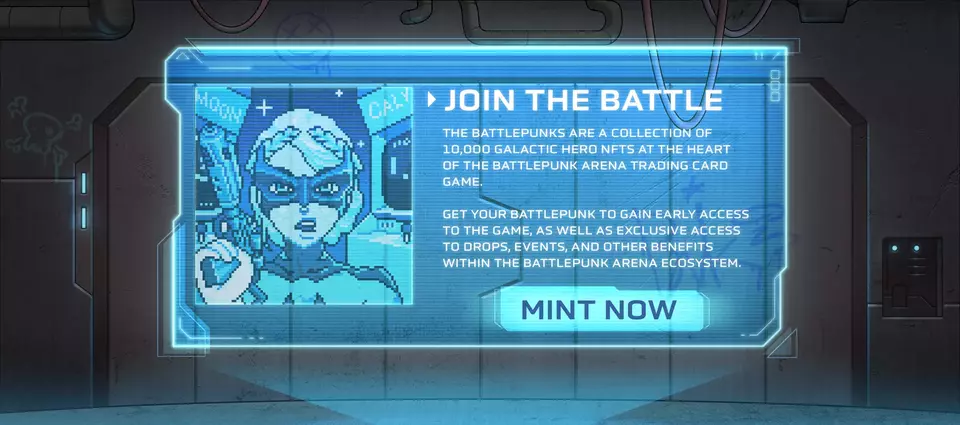 MOON
CALY
JOIN THE BATTLE
THE BATTLEPUNKS ARE A COLLECTION OF
10,000 GALACTIC HERO NFTS AT THE HEART
OF THE BATTLEPUNK ARENA TRADING CARD
GAME.
GET YOUR BATTLEPUNK TO GAIN EARLY ACCESS
TO THE GAME, AS WELL AS EXCLUSIVE ACCESS
TO DROPS, EVENTS, AND OTHER BENEFITS
WITHIN THE BATTLEPUNK ARENA ECOSYSTEM.
MINT NOW